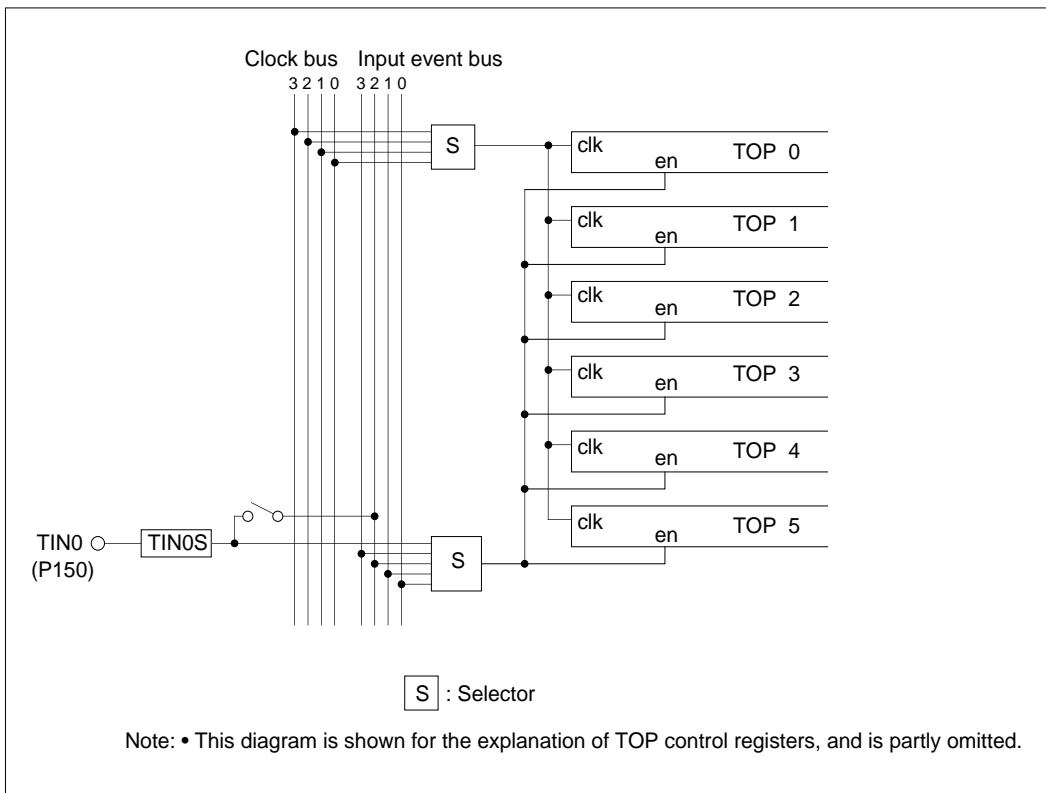 Clock bus Input event bus
3 2 1 0 3 2 1 0
S
clk
en
TOP 0
clk
en
TOP 1
clk
en
TOP 2
clk
en
TOP 3
clk
en
TOP 4
clk
en
TOP 5
TIN0
(P150)
TIN0S
S
S : Selector
Note: • This diagram is shown for the explanation of TOP control registers, and is partly omitted.